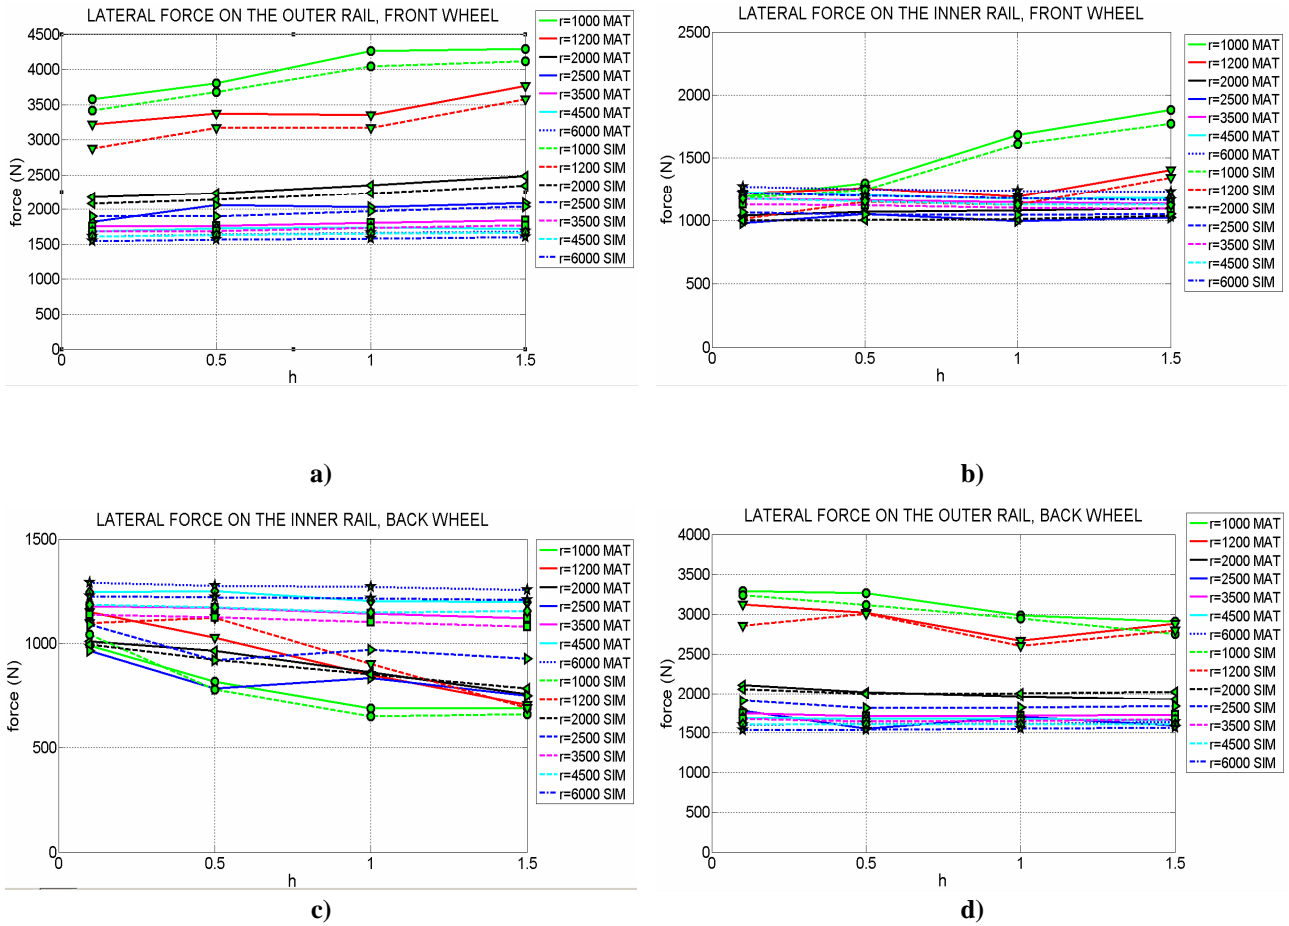 LATERAL FORCE ON THE OUTER RAIL, FRONT WHEEL
4500
4000
3500
3000
2500
2000
1500
1000
500
0
force (N)
0 0.5 1 1.5
h
r=1000 MAT
r=1200 MAT
r=2000 MAT
r=2500 MAT
r=3500 MAT
r=4500 MAT
r=6000 MAT
r=1000 SIM
r=1200 SIM
r=2000 SIM
r=2500 SIM
r=3500 SIM
r=4500 SIM
r=6000 SIM
a)
LATERAL FORCE ON THE INNER RAIL, FRONT WHEEL
2500
2000
1500
1000
500
0
force (N)
0 0.5 1 1.5
h
r=1000 MAT
r=1200 MAT
r=2000 MAT
r=2500 MAT
r=3500 MAT
r=4500 MAT
r=6000 MAT
r=1000 SIM
r=1200 SIM
r=2000 SIM
r=2500 SIM
r=3500 SIM
r=4500 SIM
r=6000 SIM
b)
LATERAL FORCE ON THE INNER RAIL, BACK WHEEL
1500
1000
500
0
force (N)
0 0.5 1 1.5
h
r=1000 MAT
r=1200 MAT
r=2000 MAT
r=2500 MAT
r=3500 MAT
r=4500 MAT
r=6000 MAT
r=1000 SIM
r=1200 SIM
r=2000 SIM
r=2500 SIM
r=3500 SIM
r=4500 SIM
r=6000 SIM
c)
LATERAL FORCE ON THE OUTER RAIL, BACK WHEEL
4000
3500
3000
2500
2000
1500
1000
500
0
force (N)
0 0.5 1 1.5
h
r=1000 MAT
r=1200 MAT
r=2000 MAT
r=2500 MAT
r=3500 MAT
r=4500 MAT
r=6000 MAT
r=1000 SIM
r=1200 SIM
r=2000 SIM
r=2500 SIM
r=3500 SIM
r=4500 SIM
r=6000 SIM
d)